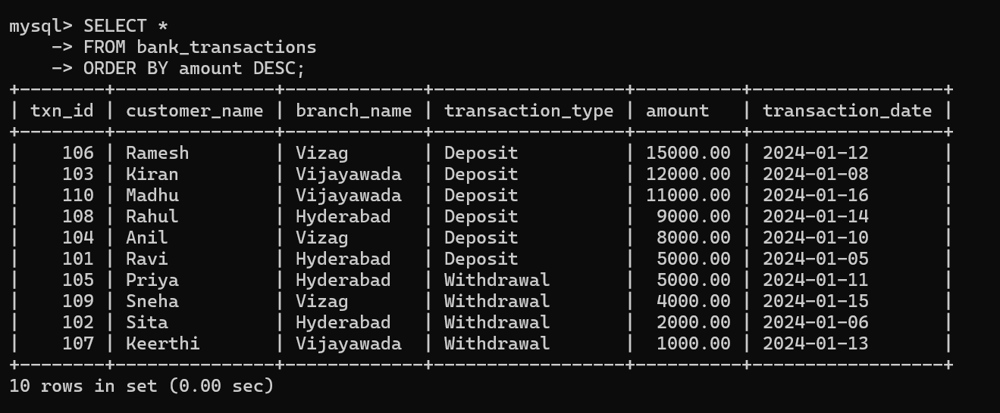 mysql> SELECT *
    -> FROM bank_transactions
    -> ORDER BY amount DESC;
+--------+---------------+-------------+------------------+----------+------------------+
| txn_id | customer_name | branch_name | transaction_type | amount   | transaction_date |
+--------+---------------+-------------+------------------+----------+------------------+
|    106 | Ramesh        | Vizag       | Deposit          | 15000.00 | 2024-01-12       |
|    103 | Kiran         | Vijayawada  | Deposit          | 12000.00 | 2024-01-08       |
|    110 | Madhu         | Vijayawada  | Deposit          | 11000.00 | 2024-01-16       |
|    108 | Rahul         | Hyderabad   | Deposit          |  9000.00 | 2024-01-14       |
|    104 | Anil          | Vizag       | Deposit          |  8000.00 | 2024-01-10       |
|    101 | Ravi          | Hyderabad   | Deposit          |  5000.00 | 2024-01-05       |
|    105 | Priya         | Hyderabad   | Withdrawal       |  5000.00 | 2024-01-11       |
|    109 | Sneha         | Vizag       | Withdrawal       |  4000.00 | 2024-01-15       |
|    102 | Sita          | Hyderabad   | Withdrawal       |  2000.00 | 2024-01-06       |
|    107 | Keerthi       | Vijayawada  | Withdrawal       |  1000.00 | 2024-01-13       |
+--------+---------------+-------------+------------------+----------+------------------+
10 rows in set (0.00 sec)